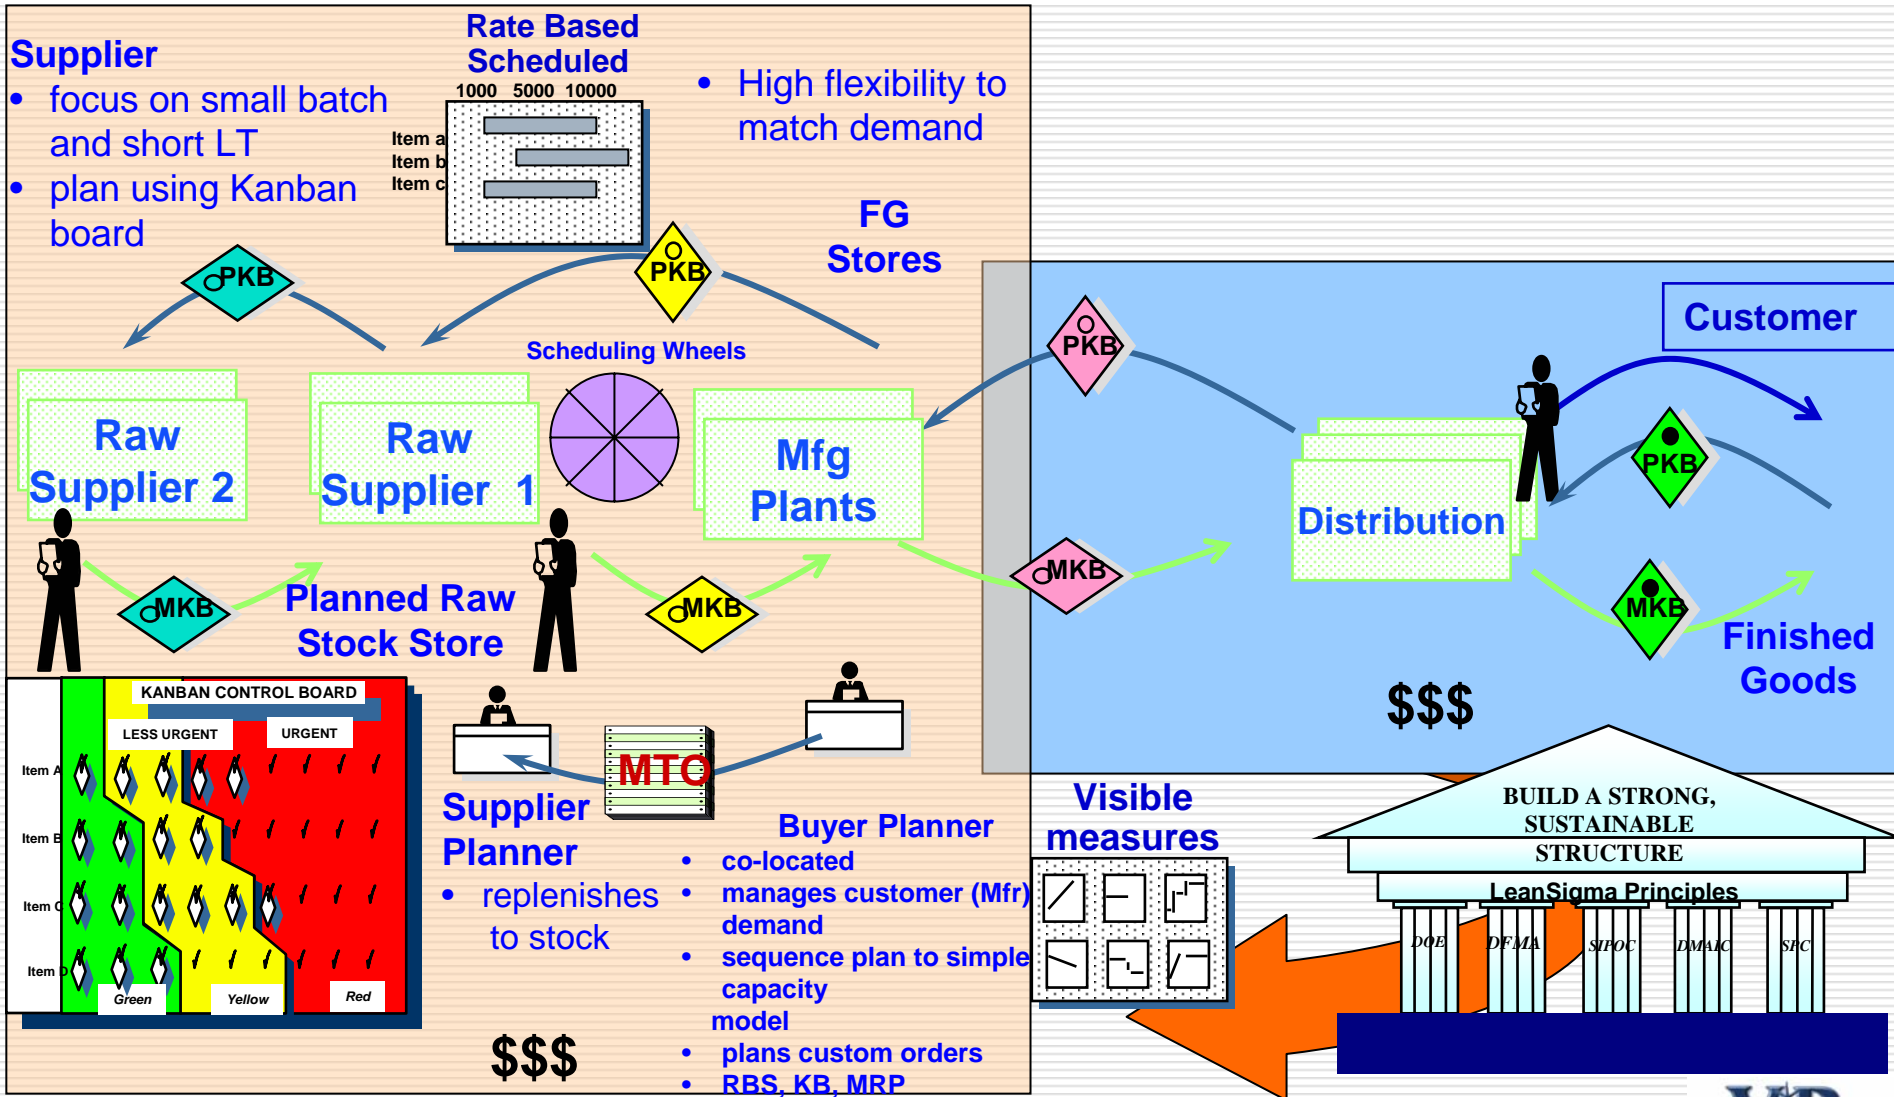 Supplier
• focus on small batch
and short LT
• plan using Kanban
board
Rate Based
Scheduled
1000 5000 10000
Item a
Item b
Item c
• High flexibility to
match demand
FG
Stores
PKB
PKB
PKB
Customer
Scheduling Wheels
Raw
Supplier 2
Raw
Supplier 1
Mfg
Plants
Distribution
PKB
MKB
MKB
MKB
MKB
Planned Raw
Stock Store
Finished
Goods
$$$
KANBAN CONTROL BOARD
LESS URGENT
URGENT
Item A
Item B
Item C
Item D
Green
Yellow
Red
MTO
Supplier
Planner
• replenishes
to stock
Buyer Planner
• co-located
• manages customer (Mfr)
demand
• sequence plan to simple
capacity
model
• plans custom orders
• RBS, KB, MRP
$$$
Visible
measures
BUILD A STRONG,
SUSTAINABLE
STRUCTURE
LeanSigma Principles
DOE
DFMA
SIPOC
DMAIC
SPC